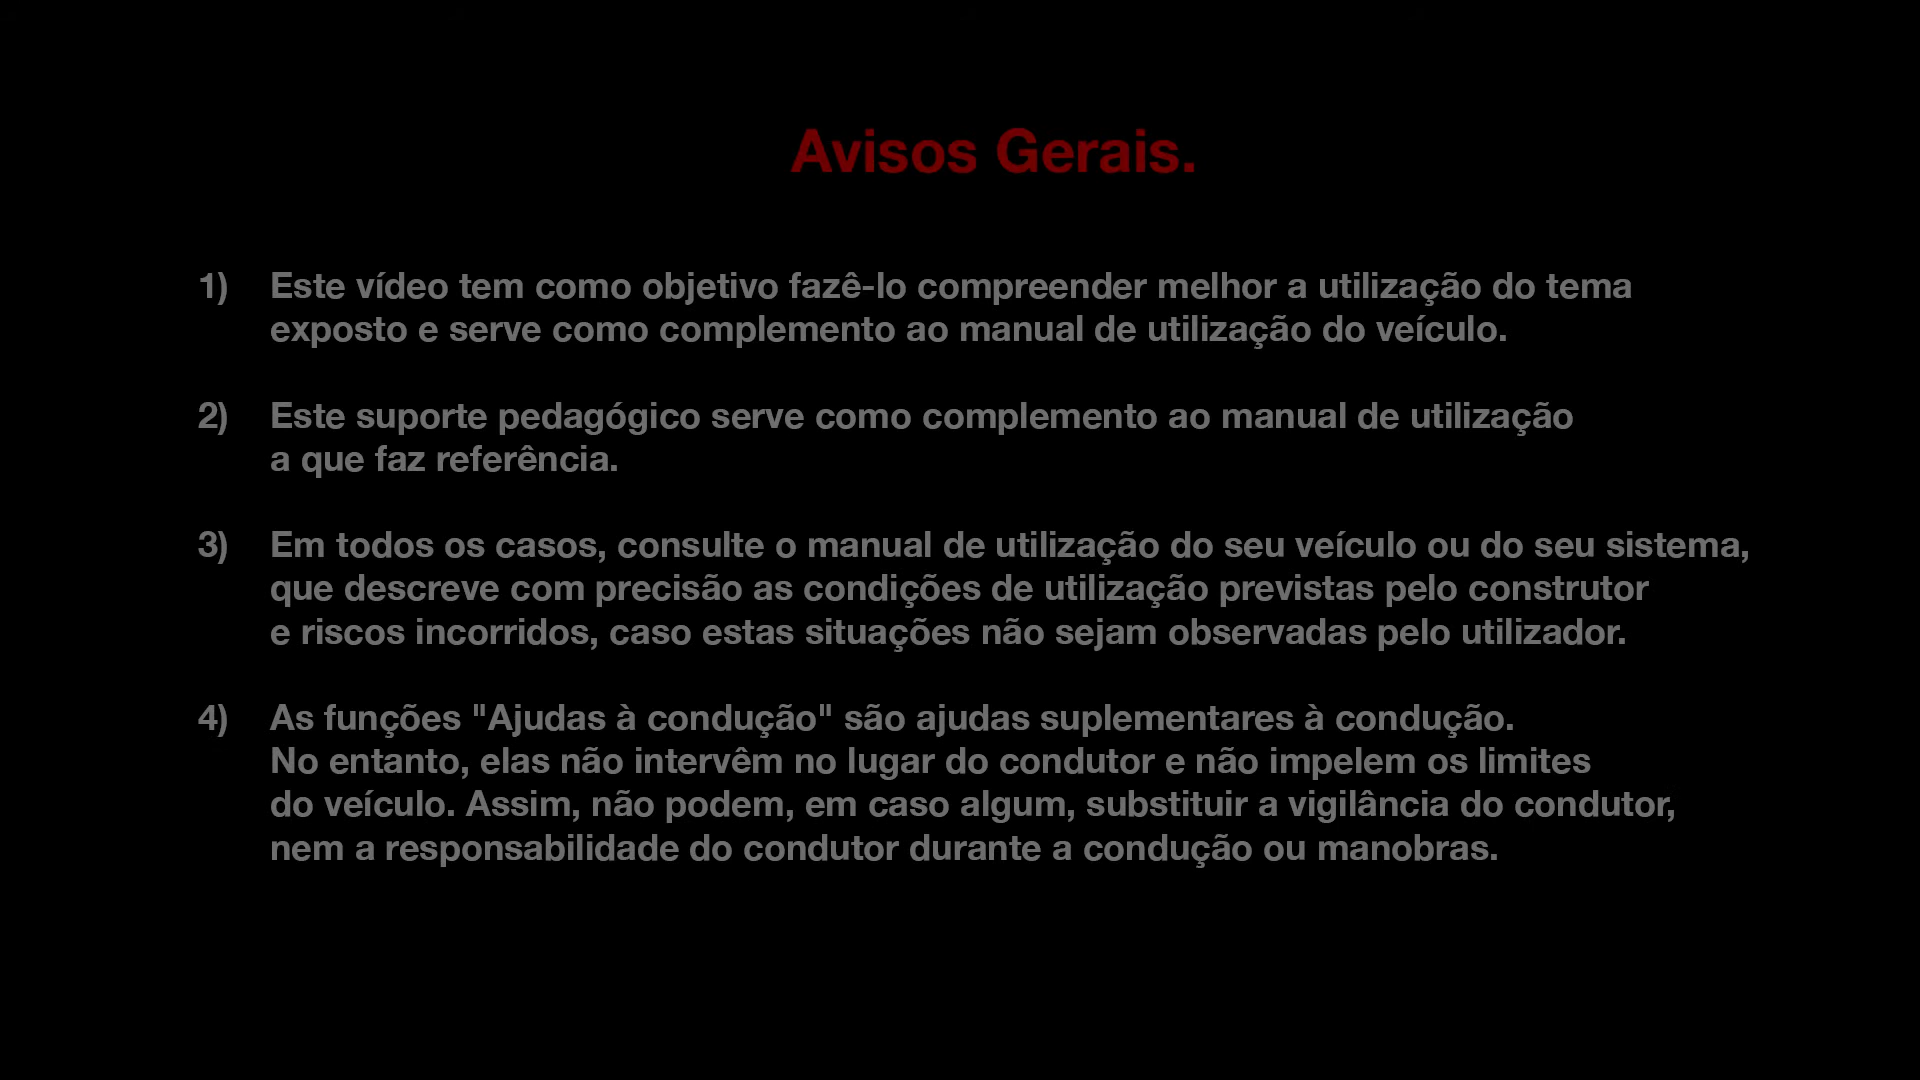 Avisos Gerais.
1) Este vídeo tem como objetivo fazê-lo compreender melhor a utilização do tema
exposto e serve como complemento ao manual de utilização do veículo.
2) Este suporte pedagógico serve como complemento ao manual de utilização
a que faz referência.
3) Em todos os casos, consulte o manual de utilização do seu veículo ou do seu sistema,
que descreve com precisão as condições de utilização previstas pelo construtor
e riscos incorridos, caso estas situações não sejam observadas pelo utilizador.
4) As funções "Ajudas à condução" são ajudas suplementares à condução.
No entanto, elas não intervêm no lugar do condutor e não impelem os limites
do veículo. Assim, não podem, em caso algum, substituir a vigilância do condutor,
nem a responsabilidade do condutor durante a condução ou manobras.